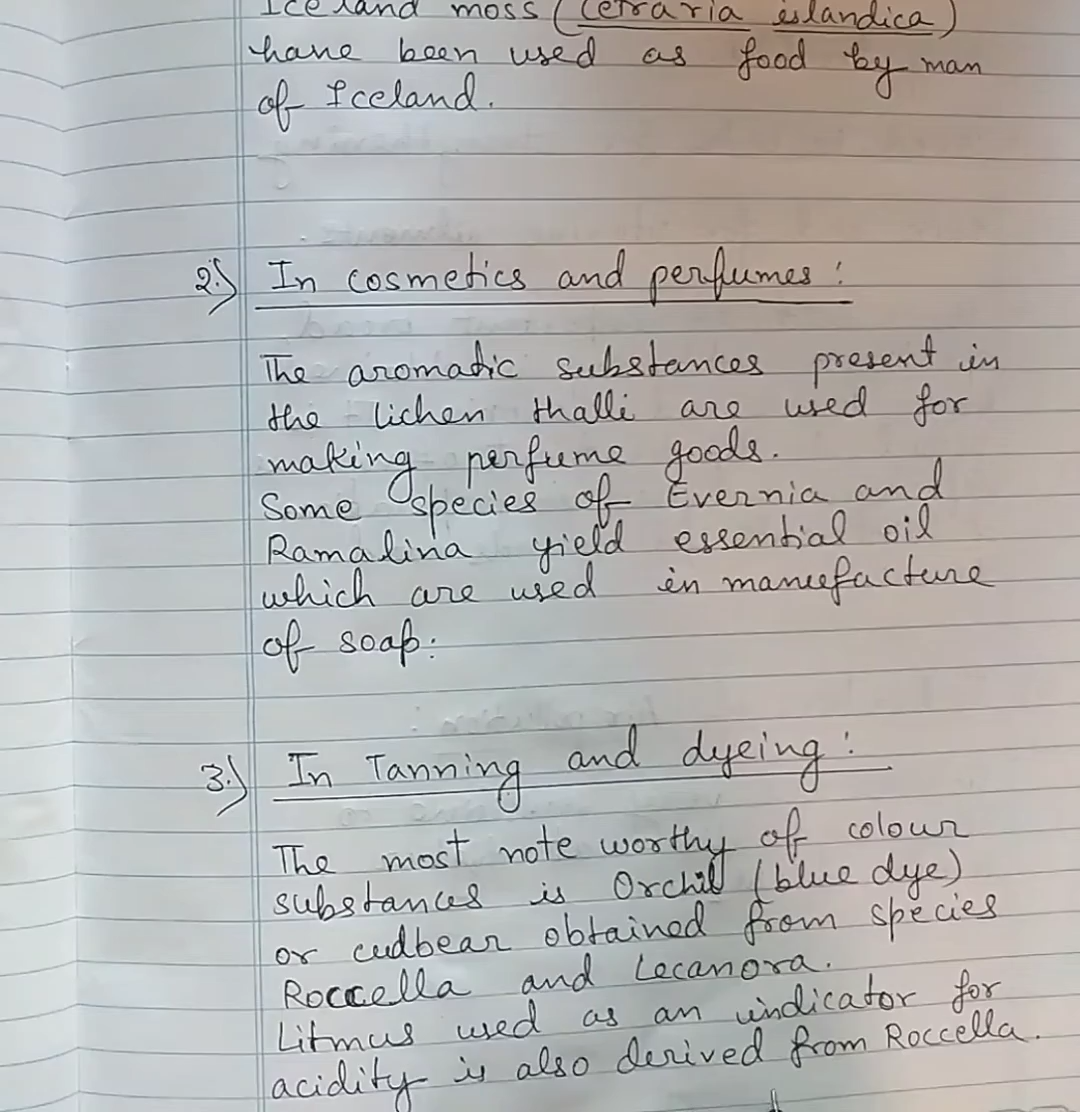 Iceland moss (Cetraria islandica)
have been used as food by man
of Iceland.
2.) In cosmetics and perfumes :
The aromatic substances present in
the lichen thalli are used for
making perfume goods.
Some species of Evernia and
Ramalina yield essential oil
which are used in manufacture
of soap.
3.) In Tanning and dyeing :
The most note worthy of colour
substances is Orchil (blue dye)
or cudbear obtained from species
Roccella and Lecanora.
Litmus used as an indicator for
acidity is also derived from Roccella.